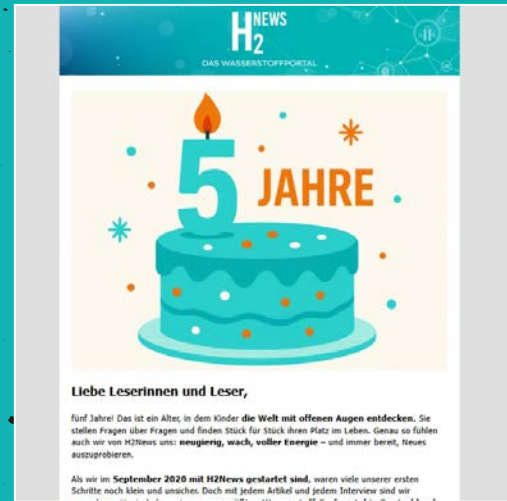 H2 NEWS
DAS WASSERSTOFFPORTAL
5 JAHRE
Liebe Leserinnen und Leser,
fünf Jahre! Das ist ein Alter, in dem Kinder die Welt mit offenen Augen entdecken. Sie
stellen Fragen über Fragen und finden Stück für Stück ihren Platz im Leben. Genau so fühlen
auch wir von H2News uns: neugierig, wach, voller Energie – und immer bereit, Neues
auszuprobieren.
Als wir im September 2020 mit H2News gestartet sind, waren viele unserer ersten
Schritte noch klein und unsicher. Doch mit jedem Artikel und jedem Interview sind wir